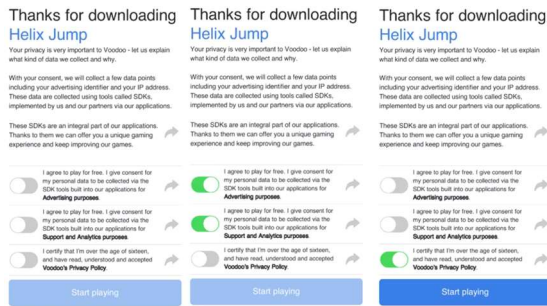 Thanks for downloading
Helix Jump
Your privacy is very important to Voodoo - let us explain
what kind of data we collect and why.
With your consent, we will collect a few data points
including your advertising identifier and your IP address.
These data are collected using tools called SDKs,
implemented by us and our partners via our applications.
These SDKs are an integral part of our applications.
Thanks to them we can offer you a unique gaming
experience and keep improving our games.
I agree to play for free. I give consent for
my personal data to be collected via the
SDK tools built into our applications for
Advertising purposes.
I agree to play for free. I give consent for
my personal data to be collected via the
SDK tools built into our applications for
Support and Analytics purposes.
I certify that I'm over the age of sixteen,
and have read, understood and accepted
Voodoo's Privacy Policy.
Start playing
Thanks for downloading
Helix Jump
Your privacy is very important to Voodoo - let us explain
what kind of data we collect and why.
With your consent, we will collect a few data points
including your advertising identifier and your IP address.
These data are collected using tools called SDKs,
implemented by us and our partners via our applications.
These SDKs are an integral part of our applications.
Thanks to them we can offer you a unique gaming
experience and keep improving our games.
I agree to play for free. I give consent for
my personal data to be collected via the
SDK tools built into our applications for
Advertising purposes.
I agree to play for free. I give consent for
my personal data to be collected via the
SDK tools built into our applications for
Support and Analytics purposes.
I certify that I'm over the age of sixteen,
and have read, understood and accepted
Voodoo's Privacy Policy.
Start playing
Thanks for downloading
Helix Jump
Your privacy is very important to Voodoo - let us explain
what kind of data we collect and why.
With your consent, we will collect a few data points
including your advertising identifier and your IP address.
These data are collected using tools called SDKs,
implemented by us and our partners via our applications.
These SDKs are an integral part of our applications.
Thanks to them we can offer you a unique gaming
experience and keep improving our games.
I agree to play for free. I give consent for
my personal data to be collected via the
SDK tools built into our applications for
Advertising purposes.
I agree to play for free. I give consent for
my personal data to be collected via the
SDK tools built into our applications for
Support and Analytics purposes.
I certify that I'm over the age of sixteen,
and have read, understood and accepted
Voodoo's Privacy Policy.
Start playing